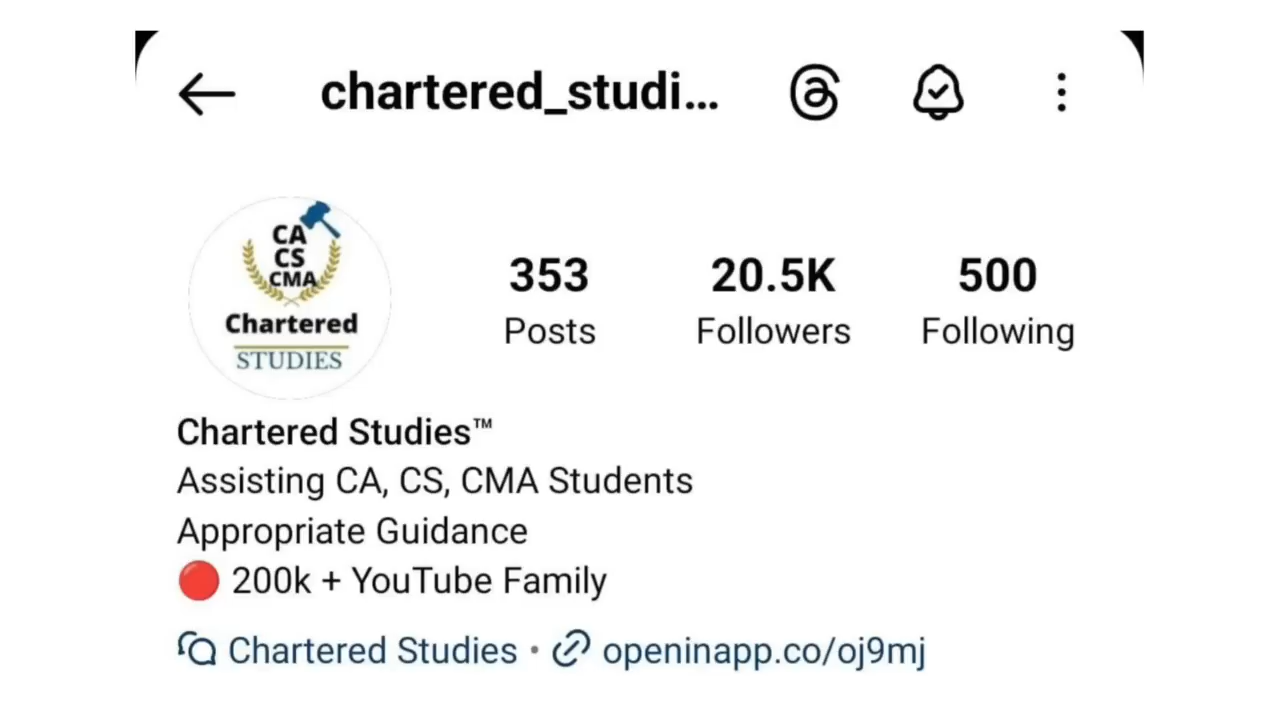 chartered_studi...
CA
CS
CMA
Chartered
STUDIES
353
Posts
20.5K
Followers
500
Following
Chartered Studies™
Assisting CA, CS, CMA Students
Appropriate Guidance
🔴 200k + YouTube Family
Chartered Studies • openinapp.co/oj9mj